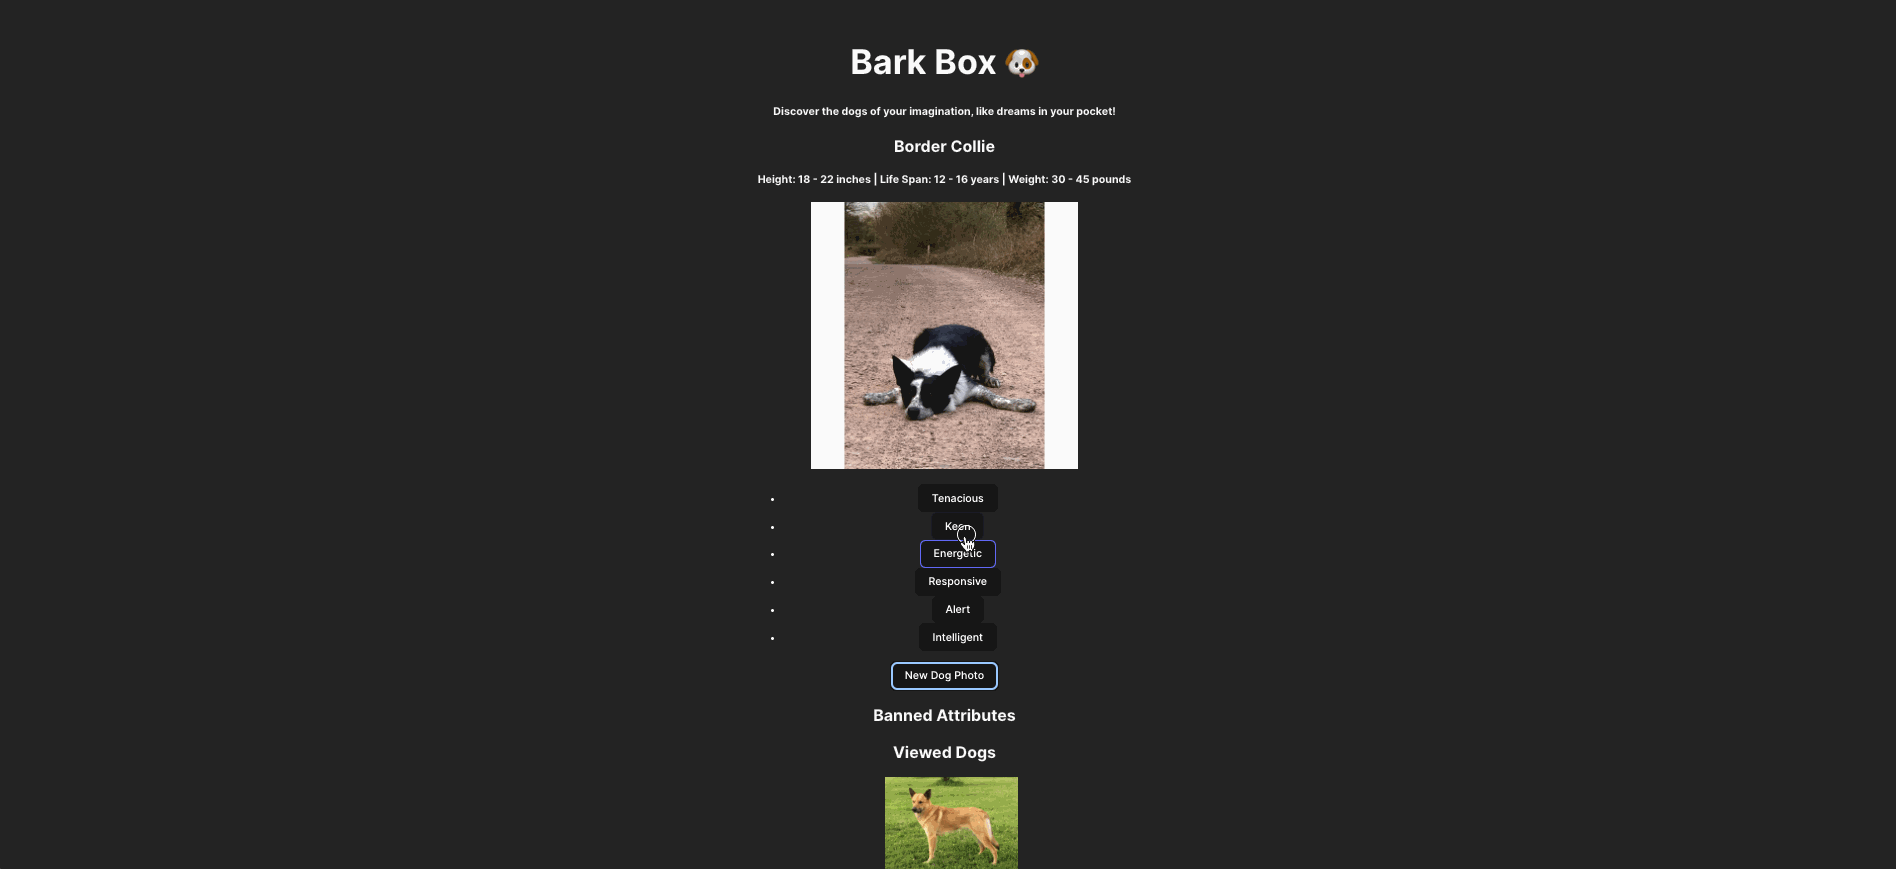 Bark Box 🐶
Discover the dogs of your imagination, like dreams in your pocket!
Border Collie
Height: 18 - 22 inches | Life Span: 12 - 16 years | Weight: 30 - 45 pounds
Tenacious
Keen
Energetic
Responsive
Alert
Intelligent
New Dog Photo
Banned Attributes
Viewed Dogs